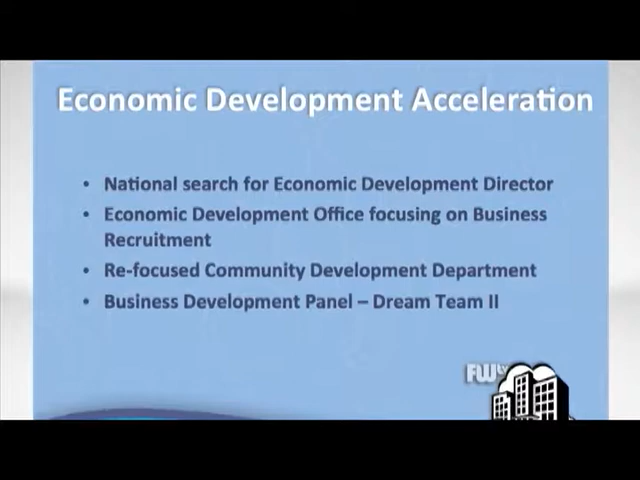 Economic Development Acceleration
• National search for Economic Development Director
• Economic Development Office focusing on Business
Recruitment
• Re-focused Community Development Department
• Business Development Panel – Dream Team II
FWtv